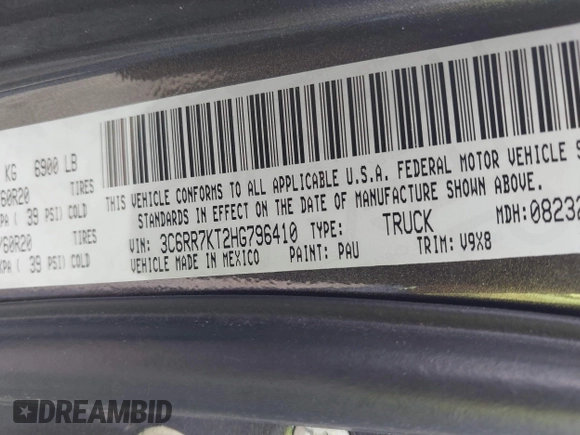 KG 6900 LB
60R20 TIRES
KPA ( 39 PSI) COLD
/60R20 TIRES
KPA ( 39 PSI) COLD
THIS VEHICLE CONFORMS TO ALL APPLICABLE U.S.A. FEDERAL MOTOR VEHICLE S
STANDARDS IN EFFECT ON THE DATE OF MANUFACTURE SHOWN ABOVE.
VIN: 3C6RR7KT2HG796410 TYPE: TRUCK MDH: 08232
VEHICLE MADE IN MEXICO PAINT: PAU TRIM: V9X8
DREAMBID